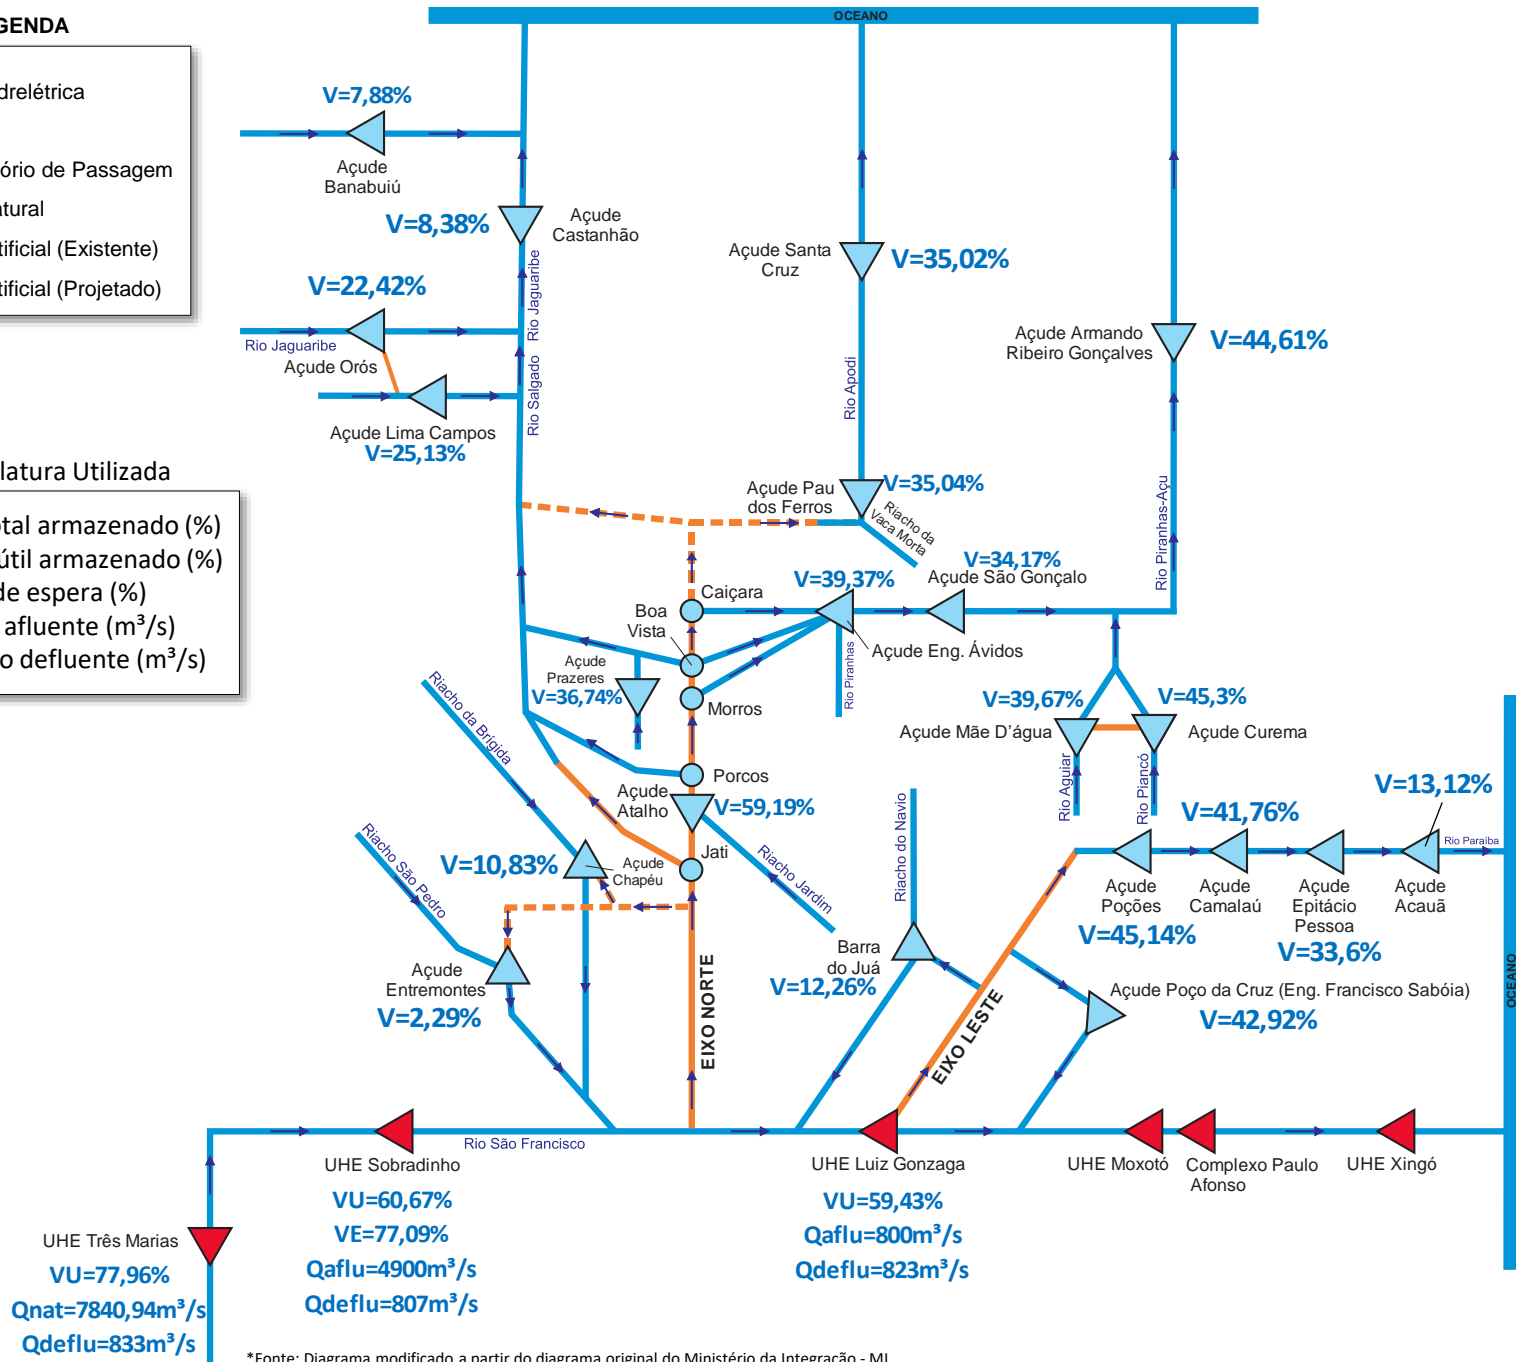 OCEANO
GENDA
drelétrica
ório de Passagem
atural
tificial (Existente)
tificial (Projetado)
V=7,88%
Açude
Banabuiú
V=8,38%
Açude
Castanhão
V=22,42%
Rio Jaguaribe
Açude Orós
Rio Jaguaribe
Rio Salgado
Açude Lima Campos
V=25,13%
Açude Santa
Cruz
V=35,02%
Rio Apodi
Açude Armando
Ribeiro Gonçalves
V=44,61%
Rio Piranhas-Açu
latura Utilizada
otal armazenado (%)
útil armazenado (%)
de espera (%)
afluente (m³/s)
o defluente (m³/s)
Açude Pau
dos Ferros
V=35,04%
Riacho da
Vaca Morta
V=34,17%
Açude São Gonçalo
V=39,37%
Caiçara
Boa
Vista
Açude Eng. Ávidos
Rio Piranhas
Açude
Prazeres
V=36,74%
Morros
Riacho da Brígida
Porcos
Açude
Atalho
V=59,19%
Jati
Riacho Jardim
V=39,67%
V=45,3%
Açude Mãe D'água
Açude Curema
Rio Aguiar
Rio Piancó
V=13,12%
V=41,76%
Rio Paraíba
Açude
Poções
V=45,14%
Açude
Camalaú
Açude
Epitácio
Pessoa
V=33,6%
Açude
Acauã
V=10,83%
Açude
Chapéu
Riacho São Pedro
Açude
Entremontes
V=2,29%
EIXO NORTE
Riacho do Navio
Barra
do Juá
V=12,26%
EIXO LESTE
Açude Poço da Cruz (Eng. Francisco Sabóia)
V=42,92%
OCEANO
Rio São Francisco
UHE Sobradinho
VU=60,67%
VE=77,09%
Qaflu=4900m³/s
Qdeflu=807m³/s
UHE Luiz Gonzaga
VU=59,43%
Qaflu=800m³/s
Qdeflu=823m³/s
UHE Moxotó
Complexo Paulo
Afonso
UHE Xingó
UHE Três Marias
VU=77,96%
Qnat=7840,94m³/s
Qdeflu=833m³/s
*Fonte: Diagrama modificado a partir do diagrama original do Ministério da Integração - MI